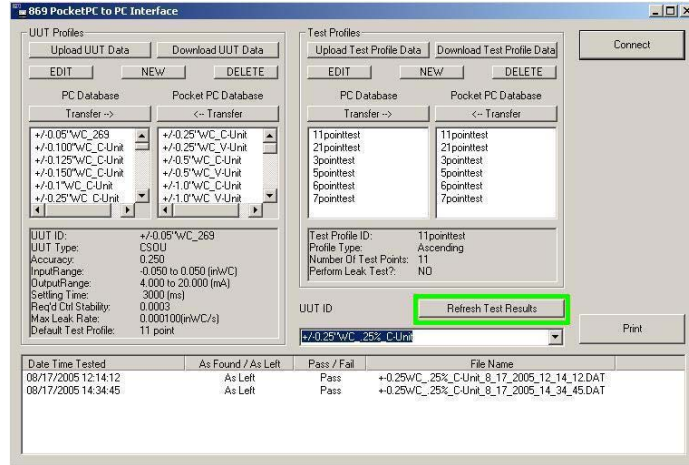 869 PocketPC to PC Interface
UUT Profiles
Upload UUT Data
Download UUT Data
EDIT
NEW
DELETE
PC Database
Pocket PC Database
Transfer -->
<-- Transfer
+/-0.05"WC_269
+/-0.100"WC_C-Unit
+/-0.125"WC_C-Unit
+/-0.150"WC_C-Unit
+/-0.1"WC_C-Unit
+/-0.25"WC_C-Unit
+/-0.25"WC_C-Unit
+/-0.25"WC_V-Unit
+/-0.5"WC_C-Unit
+/-0.5"WC_V-Unit
+/-1.0"WC_C-Unit
+/-1.0"WC_V-Unit
UUT ID: +/-0.05"WC_269
UUT Type: CSOU
Accuracy: 0.250
InputRange: -0.050 to 0.050 (inWC)
OutputRange: 4.000 to 20.000 (mA)
Settling Time: 3000 (ms)
Req'd Ctrl Stability: 0.0003
Max Leak Rate: 0.000100(inWC/s)
Default Test Profile: 11 point
Test Profiles
Upload Test Profile Data
Download Test Profile Data
EDIT
NEW
DELETE
PC Database
Pocket PC Database
Transfer -->
<-- Transfer
11pointtest
21pointtest
3pointtest
5pointtest
6pointtest
7pointtest
11pointtest
21pointtest
3pointtest
5pointtest
6pointtest
7pointtest
Test Profile ID: 11pointtest
Profile Type: Ascending
Number Of Test Points: 11
Perform Leak Test?: NO
UUT ID
Refresh Test Results
+/-0.25"WC_.25%_C-Unit
Connect
Print
Date Time Tested As Found / As Left Pass / Fail File Name
08/17/2005 12:14:12 As Left Pass +-0.25WC_.25%_C-Unit_8_17_2005_12_14_12.DAT
08/17/2005 14:34:45 As Left Pass +-0.25WC_.25%_C-Unit_8_17_2005_14_34_45.DAT